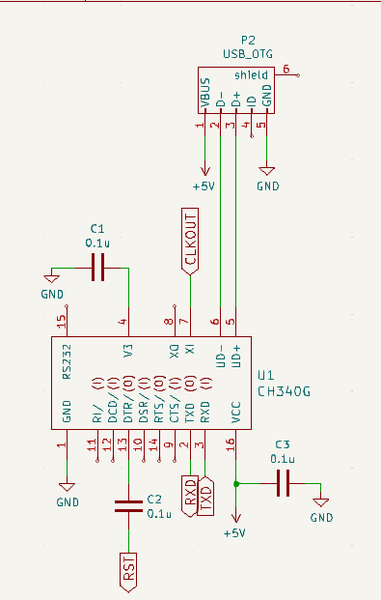 P2
USB_OTG
shield 6
VBUS D- D+ ID GND
1 2 3 4 5
+5V
GND
CLKOUT
C1
0.1u
GND
15 4 8 7 6 5
RS232 V3 XO XI UD- UD+
U1
CH340G
(I) (I) (O) (I) (O) (I) (O) (I)
GND RI/ DCD/ DTR/ DSR/ RTS/ CTS/ TXD RXD VCC
1 11 12 13 10 14 9 2 3 16
C3
0.1u
GND
C2
0.1u
RXD TXD
GND
+5V
RST